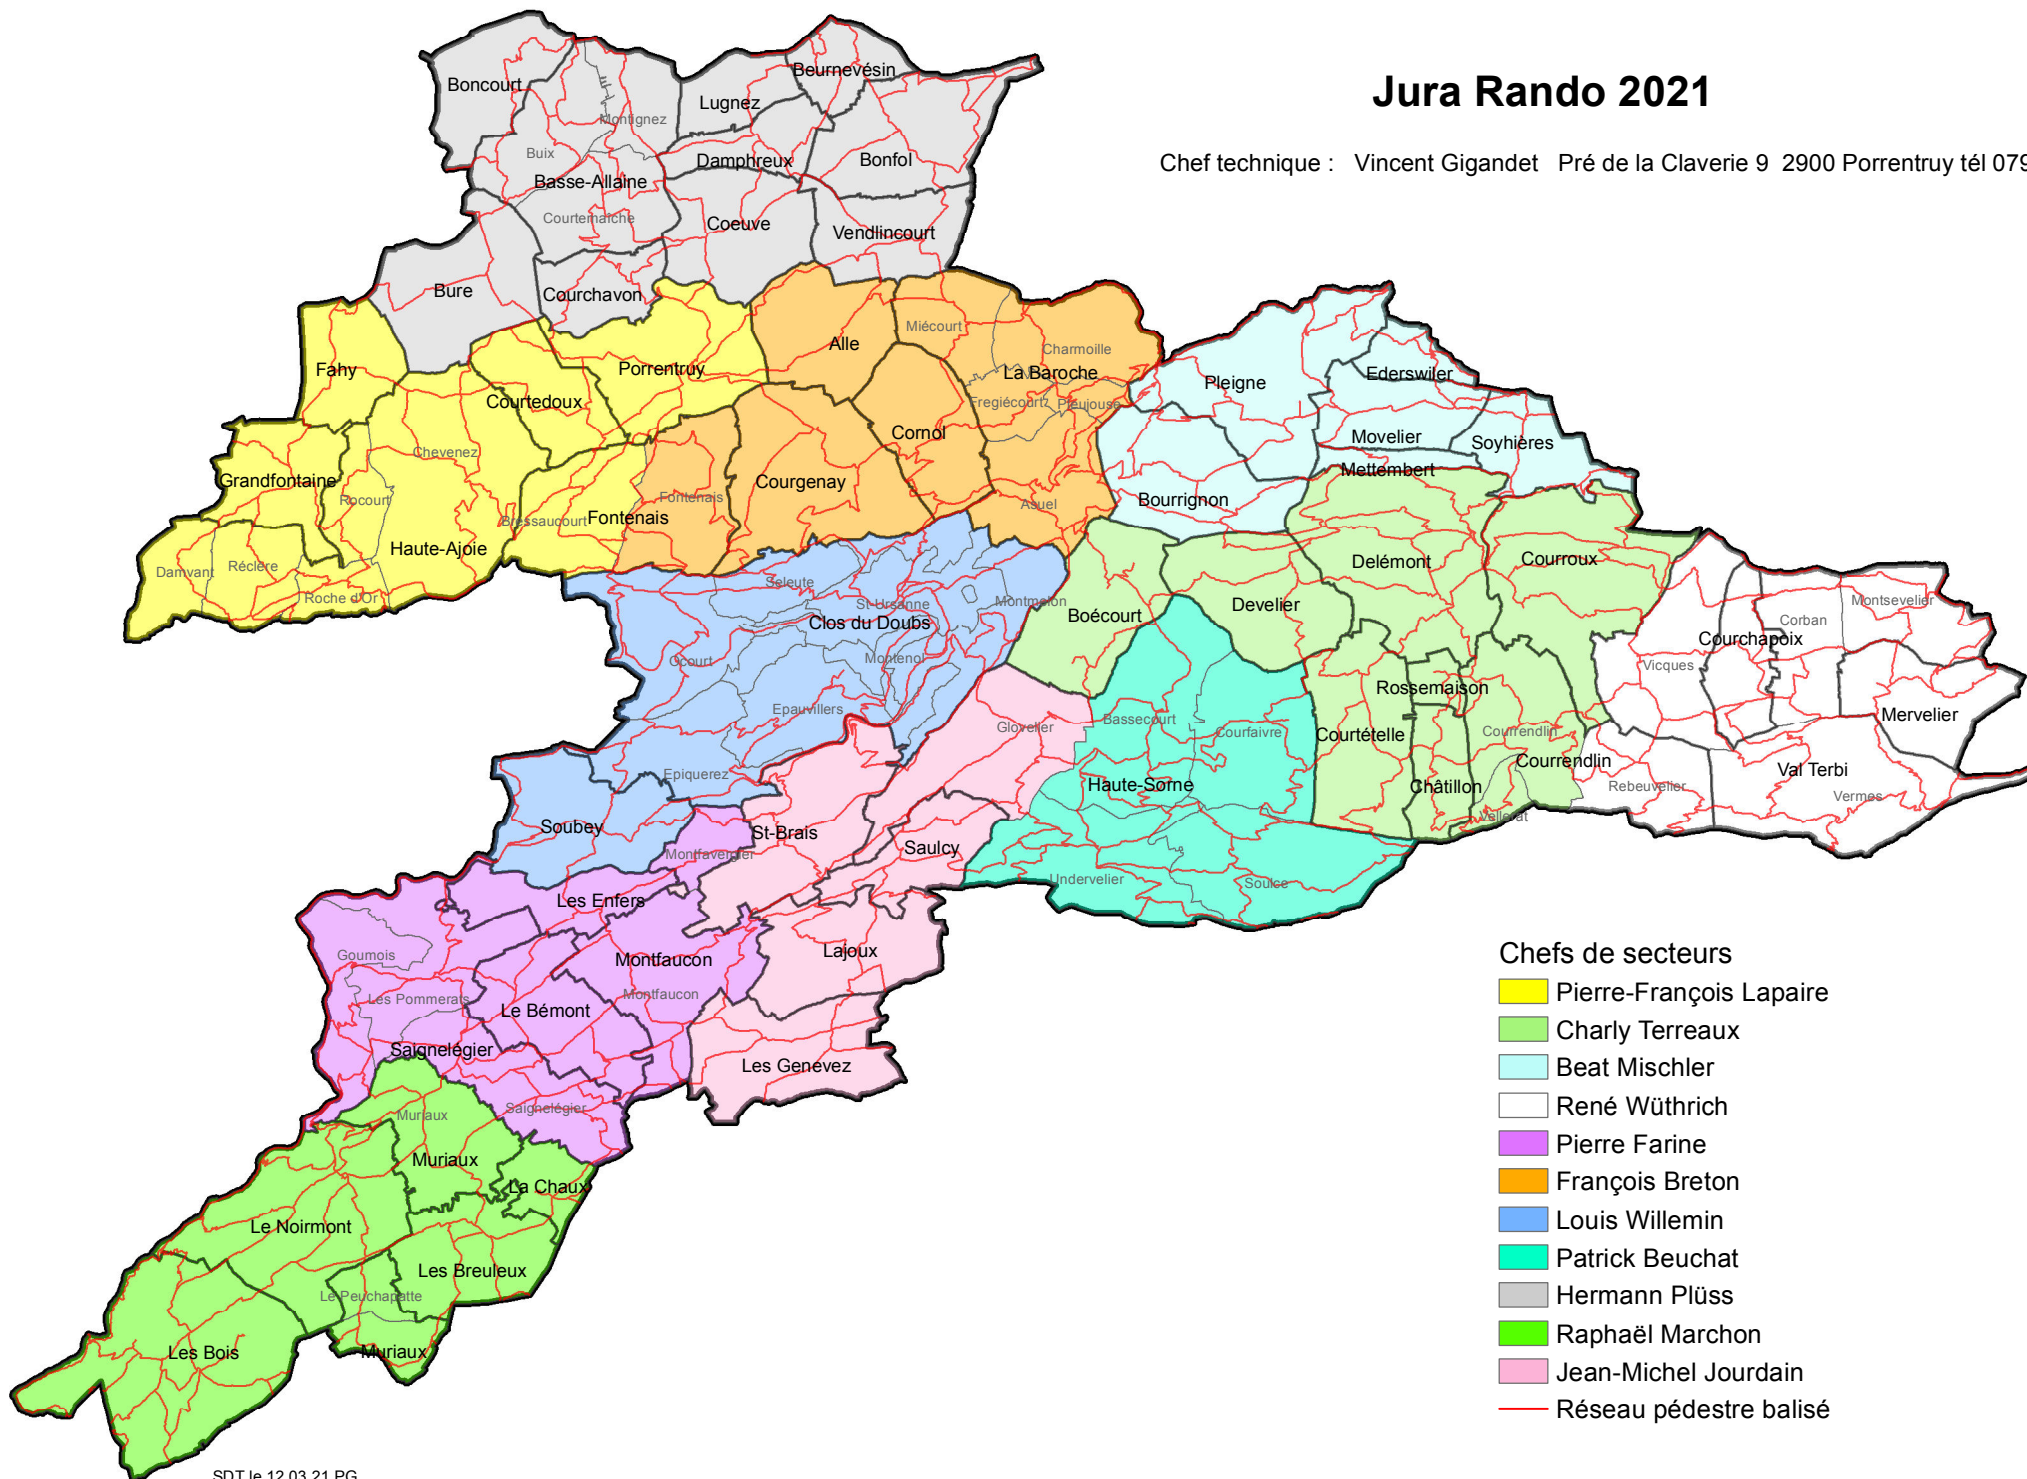 Jura Rando 2021
Chef technique : Vincent Gigandet Pré de la Claverie 9 2900 Porrentruy tél 079
Boncourt
Beurnevésin
Lugnez
Montignez
Buix
Damphreux
Bonfol
Basse-Allaine
Courtemaîche
Coeuve
Vendlincourt
Bure
Courchavon
Miécourt
Alle
Charmoille
Fahy
Porrentruy
La Baroche
Pleigne
Ederswiler
Courtedoux
Fregiécourt
Pleujouse
Cornol
Movelier
Soyhières
Chevenez
Mettembert
Grandfontaine
Courgenay
Rocourt
Fontenais
Bourrignon
Asuel
Bressaucourt
Fontenais
Haute-Ajoie
Delémont
Courroux
Damvant
Réclère
Seleute
Roche d'Or
St-Ursanne
Montmelon
Develier
Montsevelier
Boécourt
Clos du Doubs
Corban
Courchapoix
Ocourt
Montenol
Vicques
Rossemaison
Epauvillers
Bassecourt
Mervelier
Glovelier
Courfaivre
Courtételle
Courrendlin
Courrendlin
Epiquerez
Val Terbi
Haute-Sorne
Châtillon
Rebeuvelier
Vermes
Vellerat
Soubey
St-Brais
Saulcy
Montfavergier
Undervelier
Soulce
Les Enfers
Lajoux
Goumois
Montfaucon
Les Pommerats
Montfaucon
Le Bémont
Saignelégier
Les Genevez
Muriaux
Saignelégier
Muriaux
La Chaux
Le Noirmont
Les Breuleux
Le Peuchapatte
Les Bois
Muriaux
Chefs de secteurs
Pierre-François Lapaire
Charly Terreaux
Beat Mischler
René Wüthrich
Pierre Farine
François Breton
Louis Willemin
Patrick Beuchat
Hermann Plüss
Raphaël Marchon
Jean-Michel Jourdain
Réseau pédestre balisé
SDT le 12.03.21 PG